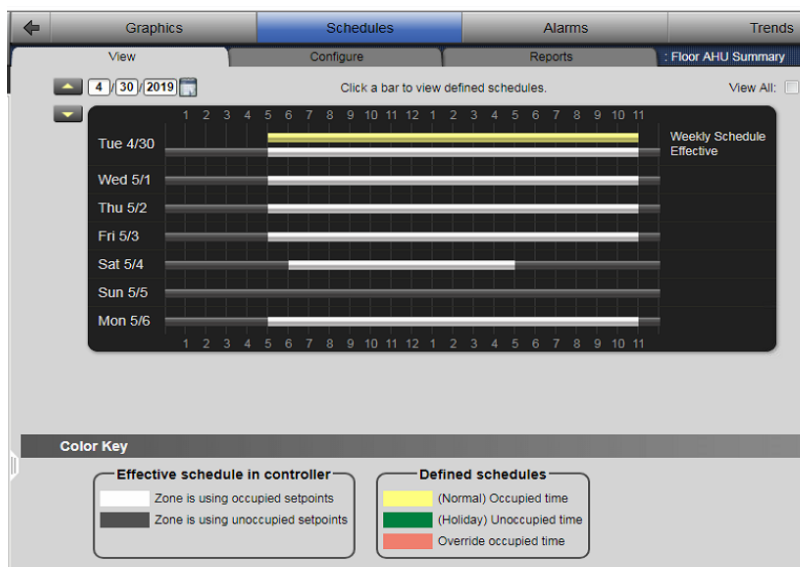 Graphics Schedules Alarms Trends
View Configure Reports : Floor AHU Summary
4 / 30 / 2019 Click a bar to view defined schedules. View All:
1 2 3 4 5 6 7 8 9 10 11 12 1 2 3 4 5 6 7 8 9 10 11
Tue 4/30 Weekly Schedule
Effective
Wed 5/1
Thu 5/2
Fri 5/3
Sat 5/4
Sun 5/5
Mon 5/6
1 2 3 4 5 6 7 8 9 10 11 12 1 2 3 4 5 6 7 8 9 10 11
Color Key
Effective schedule in controller
Zone is using occupied setpoints
Zone is using unoccupied setpoints
Defined schedules
(Normal) Occupied time
(Holiday) Unoccupied time
Override occupied time